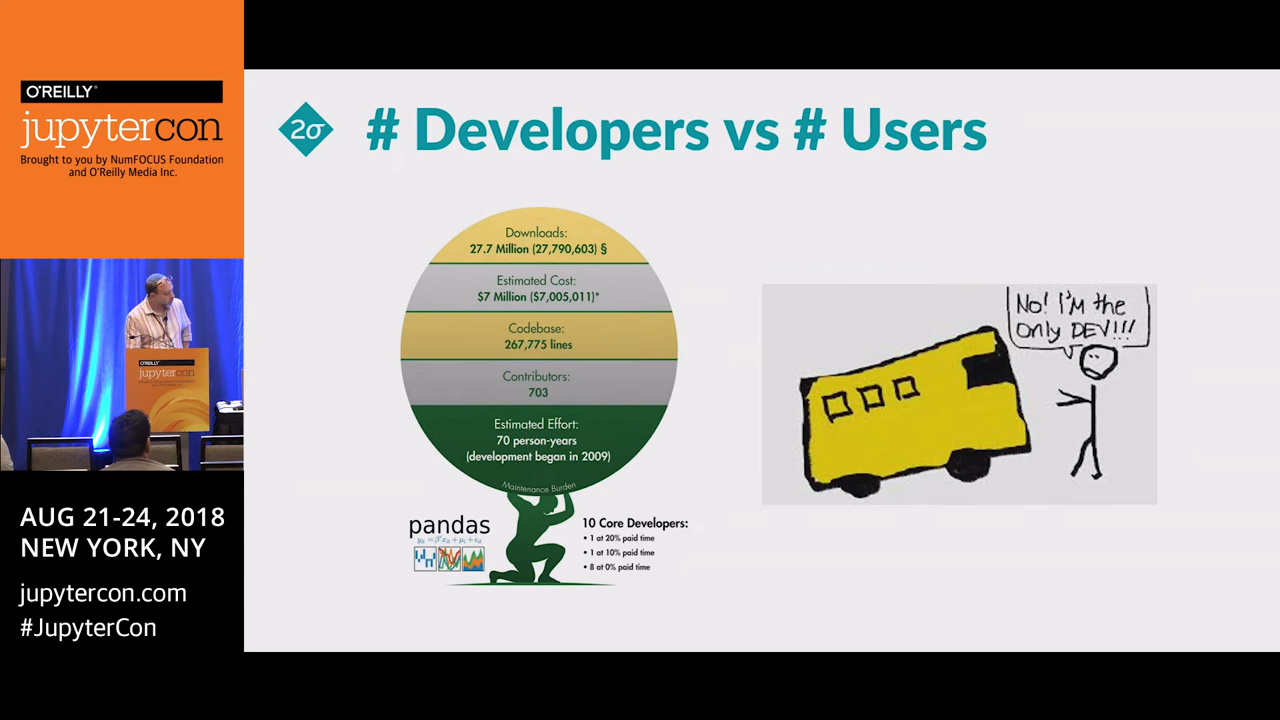 O'REILLY®
jupytercon
Brought to you by NumFOCUS Foundation
and O'Reilly Media Inc.
AUG 21-24, 2018
NEW YORK, NY
jupytercon.com
#JupyterCon
O'REILLY
jupytercon
2σ
# Developers vs # Users
Downloads:
27.7 Million (27,790,603) §
Estimated Cost:
$7 Million ($7,005,011)*
Codebase:
267,775 lines
Contributors:
703
Estimated Effort:
70 person-years
(development began in 2009)
Maintenance Burden
pandas
10 Core Developers:
• 1 at 20% paid time
• 1 at 10% paid time
• 8 at 0% paid time
No! I'm the
Only DEV!!!